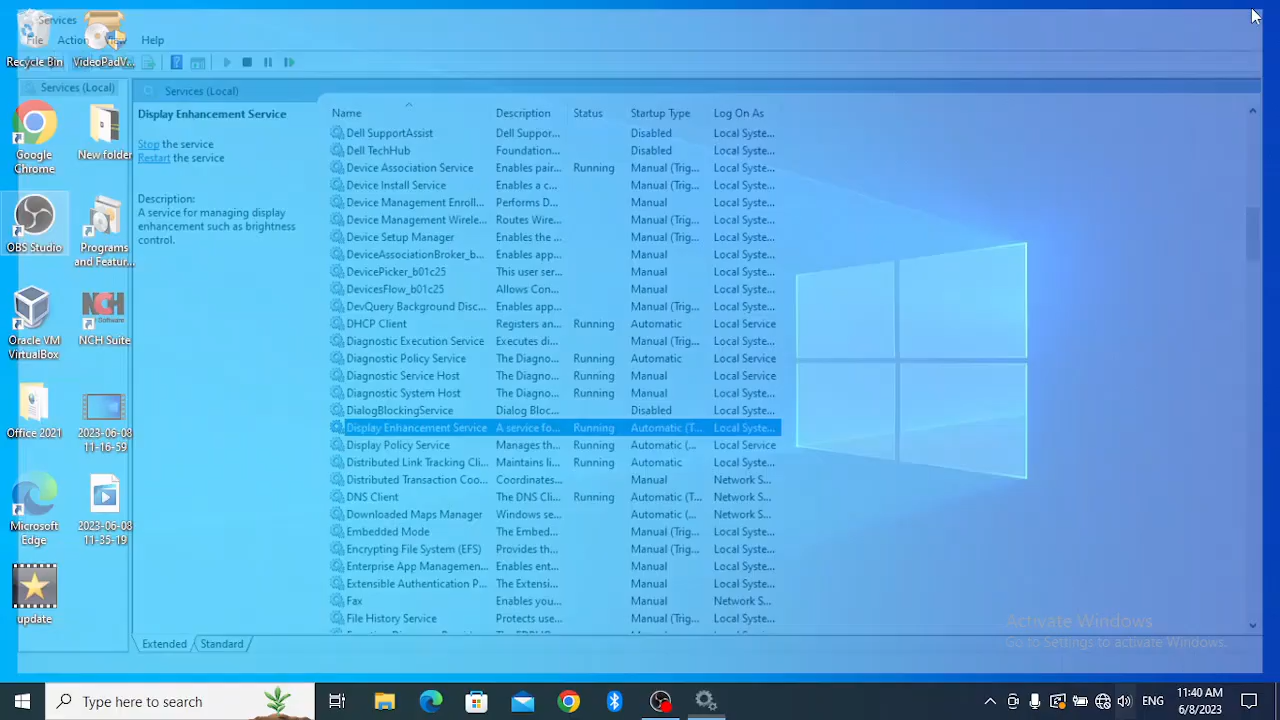 Services
File Action View Help
Recycle Bin
VideoPadV...
Google Chrome
New folder
OBS Studio
Programs and Featur...
Oracle VM VirtualBox
NCH Software
NCH Suite
Office 2021
2023-06-08 11-16-59
Microsoft Edge
2023-06-08 11-35-19
update
Services (Local)
Services (Local)
Display Enhancement Service
Stop the service
Restart the service
Description:
A service for managing display
enhancement such as brightness
control.
Name Description Status Startup Type Log On As
Dell SupportAssist Dell Suppor... Disabled Local Syste...
Dell TechHub Foundation... Disabled Local Syste...
Device Association Service Enables pair... Running Manual (Trig... Local Syste...
Device Install Service Enables a c... Manual (Trig... Local Syste...
Device Management Enroll... Performs D... Manual Local Syste...
Device Management Wirele... Routes Wire... Manual (Trig... Local Syste...
Device Setup Manager Enables the ... Manual (Trig... Local Syste...
DeviceAssociationBroker_b... Enables app... Manual Local Syste...
DevicePicker_b01c25 This user ser... Manual Local Syste...
DevicesFlow_b01c25 Allows Con... Manual Local Syste...
DevQuery Background Disc... Enables app... Manual (Trig... Local Syste...
DHCP Client Registers an... Running Automatic Local Service
Diagnostic Execution Service Executes di... Manual (Trig... Local Syste...
Diagnostic Policy Service The Diagno... Running Automatic Local Service
Diagnostic Service Host The Diagno... Running Manual Local Service
Diagnostic System Host The Diagno... Running Manual Local Syste...
DialogBlockingService Dialog Bloc... Disabled Local Syste...
Display Enhancement Service A service fo... Running Automatic (T... Local Syste...
Display Policy Service Manages th... Running Automatic (... Local Service
Distributed Link Tracking Cli... Maintains li... Running Automatic Local Syste...
Distributed Transaction Coo... Coordinates... Manual Network S...
DNS Client The DNS Cli... Running Automatic (T... Network S...
Downloaded Maps Manager Windows se... Automatic (... Network S...
Embedded Mode The Embed... Manual (Trig... Local Syste...
Encrypting File System (EFS) Provides th... Manual (Trig... Local Syste...
Enterprise App Managemen... Enables ent... Manual Local Syste...
Extensible Authentication P... The Extensi... Manual Local Syste...
Fax Enables you... Manual Network S...
File History Service Protects use... Manual (Trig... Local Syste...
Extended Standard
Activate Windows
Go to Settings to activate Windows.
Type here to search
ENG
11:40 AM
6/8/2023